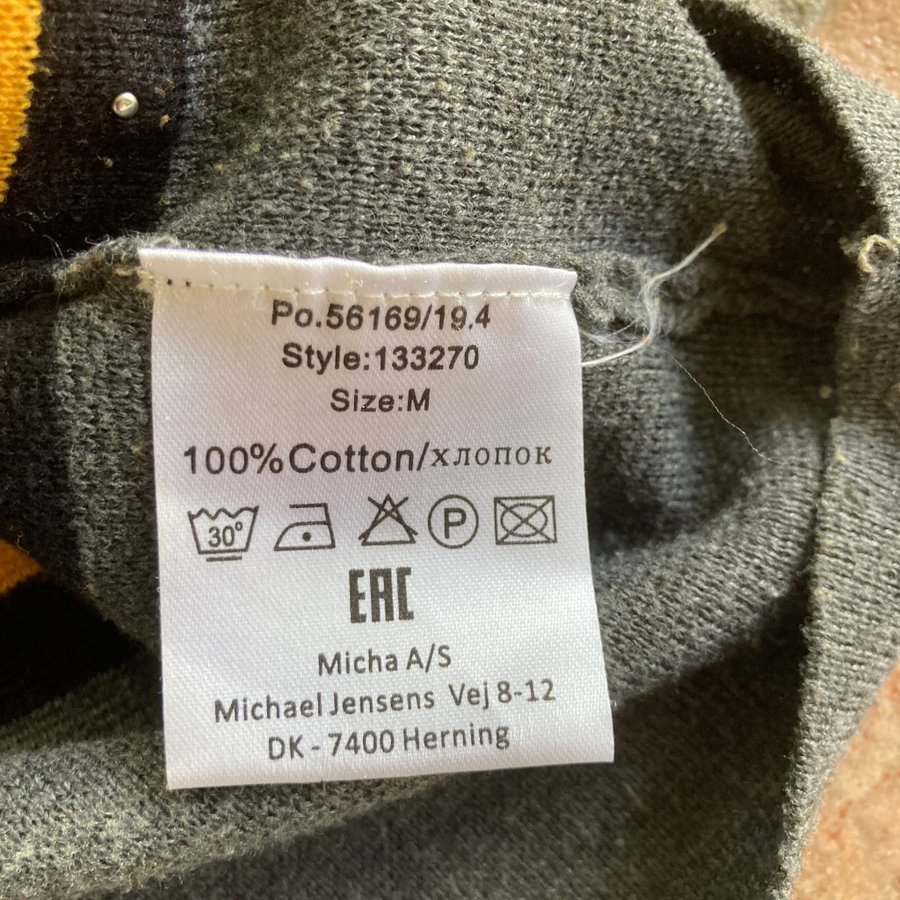 Po.56169/19.4
Style:133270
Size:M
100%Cotton/хлопок
30° P
EAC
Micha A/S
Michael Jensens Vej 8-12
DK - 7400 Herning